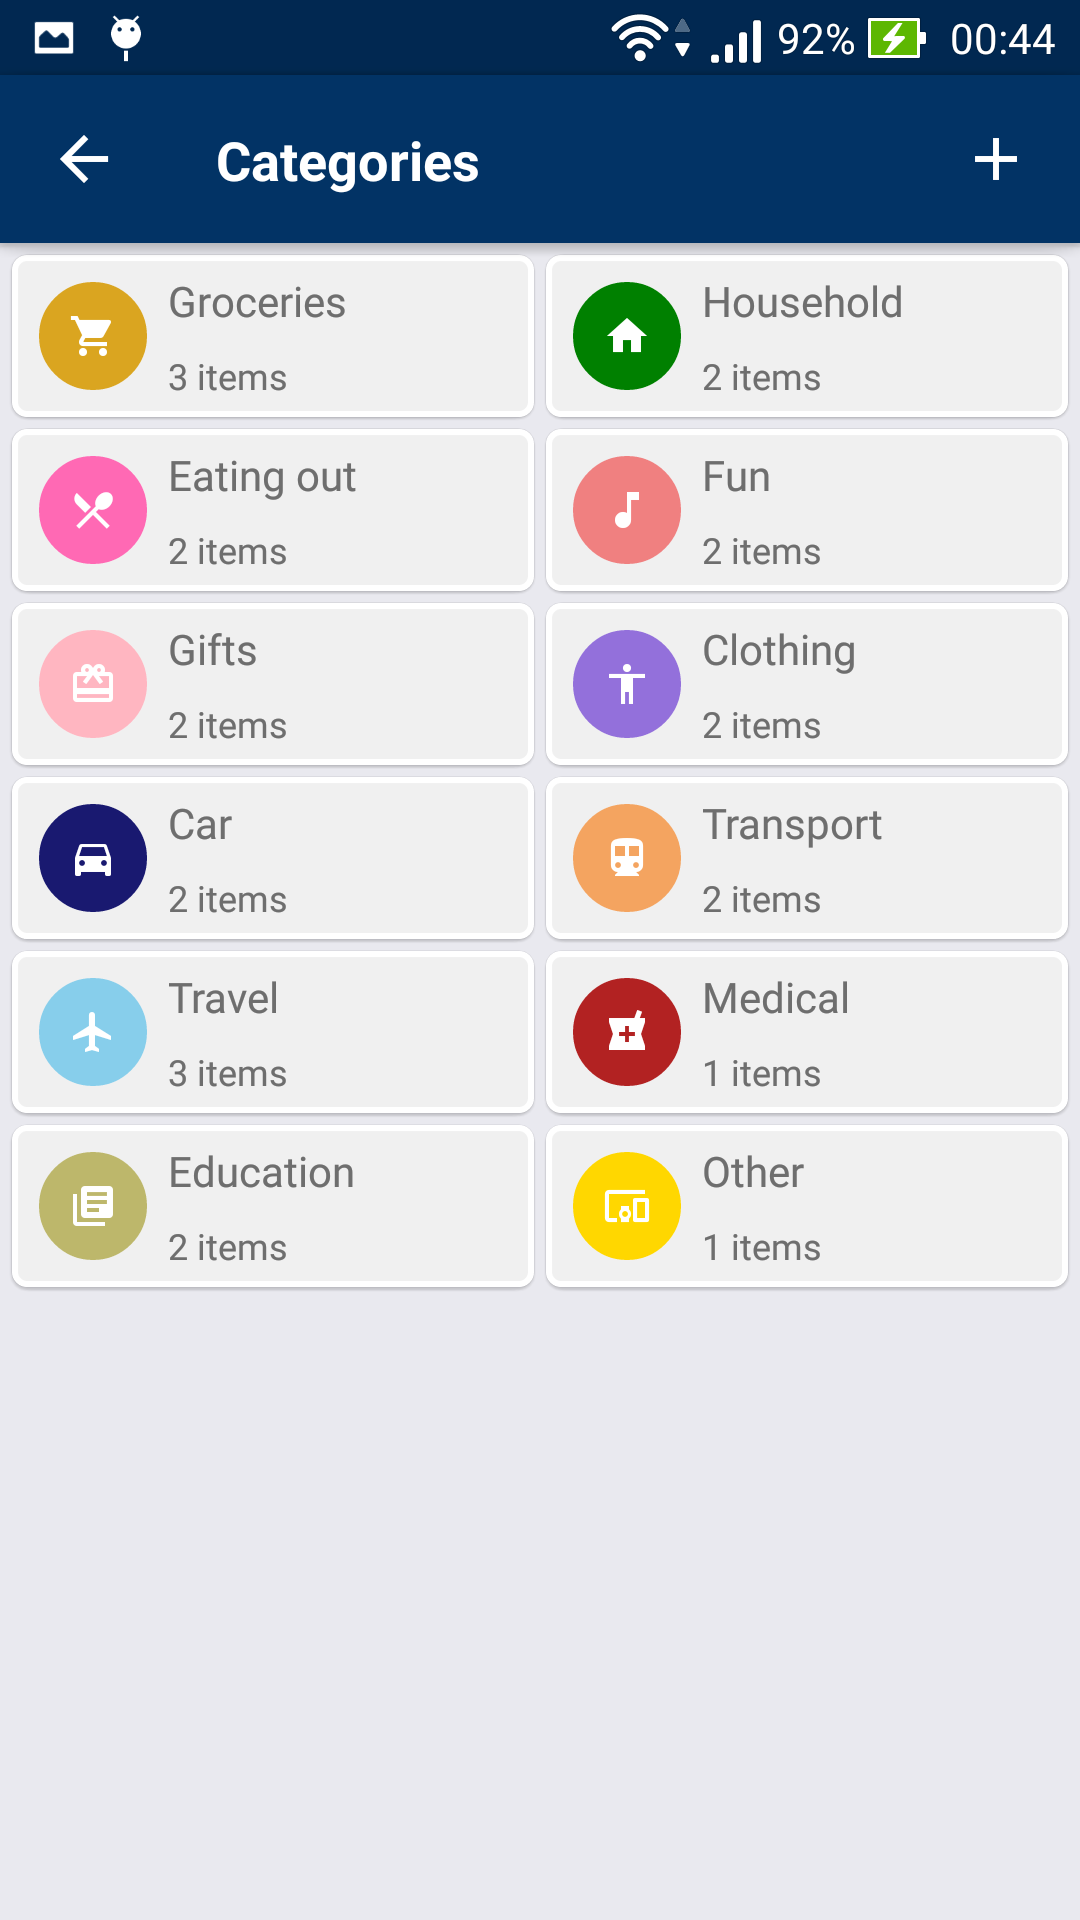 92% 00:44
Categories
Groceries
3 items
Household
2 items
Eating out
2 items
Fun
2 items
Gifts
2 items
Clothing
2 items
Car
2 items
Transport
2 items
Travel
3 items
Medical
1 items
Education
2 items
Other
1 items